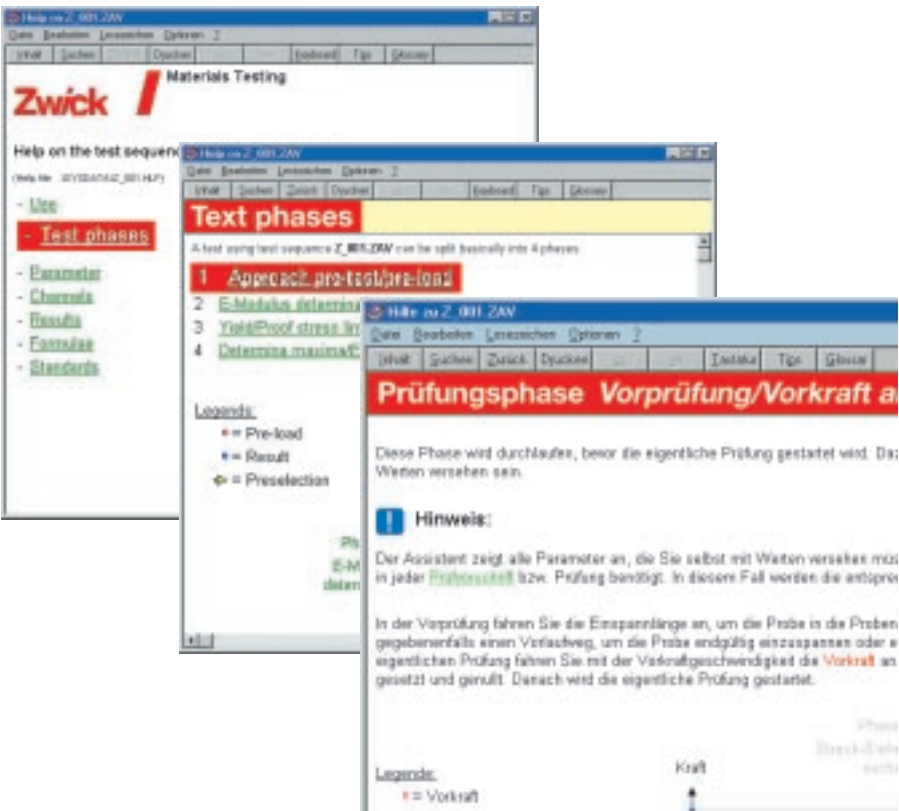 Help on Z_001.ZAV
Datei Bearbeiten Lesezeichen Optionen ?
Inhalt Suchen Zurück Drucken Keyboard Tips Glossar
Zwick
Materials Testing
Help on the test sequenc
- Use
- Test phases
- Parameter
- Channels
- Results
- Formulae
- Standards
Help on Z_001.ZAV
Datei Bearbeiten Lesezeichen Optionen ?
Inhalt Suchen Zurück Drucken Keyboard Tips Glossar
Text phases
A test using test sequence Z_001.ZAV can be split basically into 4 phases.
1 Approach pre-test/pre-load
2 E-Modulus determina
3 Yield/Proof stress lim
4 Determine maxima/E
Legends:
= Pre-load
= Result
= Preselection
Ph
E-M
deter
Hilfe zu Z_001.ZAV
Datei Bearbeiten Lesezeichen Optionen ?
Inhalt Suchen Zurück Drucken << >> Tastatur Tips Glossar
Prüfungsphase Vorprüfung/Vorkraft a
Diese Phase wird durchlaufen, bevor die eigentliche Prüfung gestartet wird. Daz
Werten versehen sein.
! Hinweis:
Der Assistent zeigt alle Parameter an, die Sie selbst mit Werten versehen müs
in jeder Prüfvorschrift bzw. Prüfung benötigt. In diesem Fall werden die entspre
In der Vorprüfung fahren Sie die Einspannlänge an, um die Probe in die Proben
gegebenenfalls einen Vorlaufweg, um die Probe endgültig einzuspannen oder e
eigentlichen Prüfung fahren Sie mit der Vorkraftgeschwindigkeit die Vorkraft an.
gesetzt und genullt. Danach wird die eigentliche Prüfung gestartet.
Phase
Kraft
Legende:
= Vorkraft